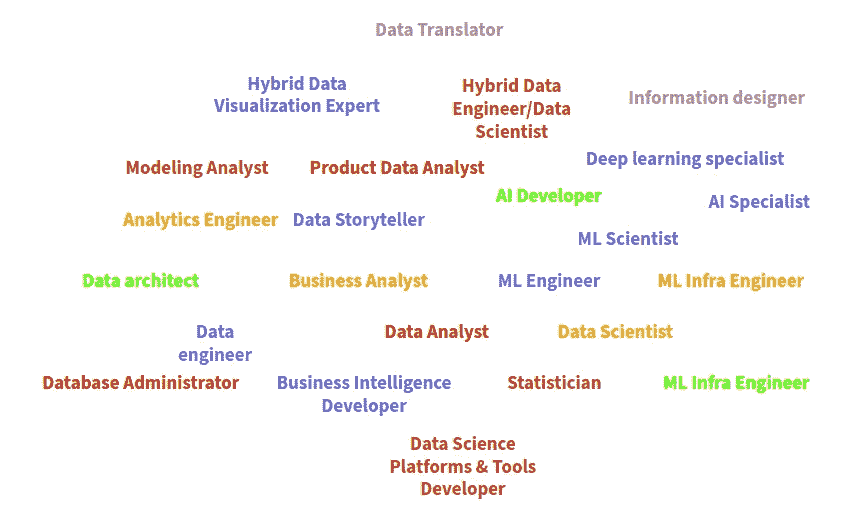 Data Translator
Hybrid Data
Visualization Expert
Hybrid Data
Engineer/Data
Scientist
Information designer
Modeling Analyst
Product Data Analyst
Deep learning specialist
AI Developer
AI Specialist
Analytics Engineer
Data Storyteller
ML Scientist
Data architect
Business Analyst
ML Engineer
ML Infra Engineer
Data
engineer
Data Analyst
Data Scientist
Database Administrator
Business Intelligence
Developer
Statistician
ML Infra Engineer
Data Science
Platforms & Tools
Developer